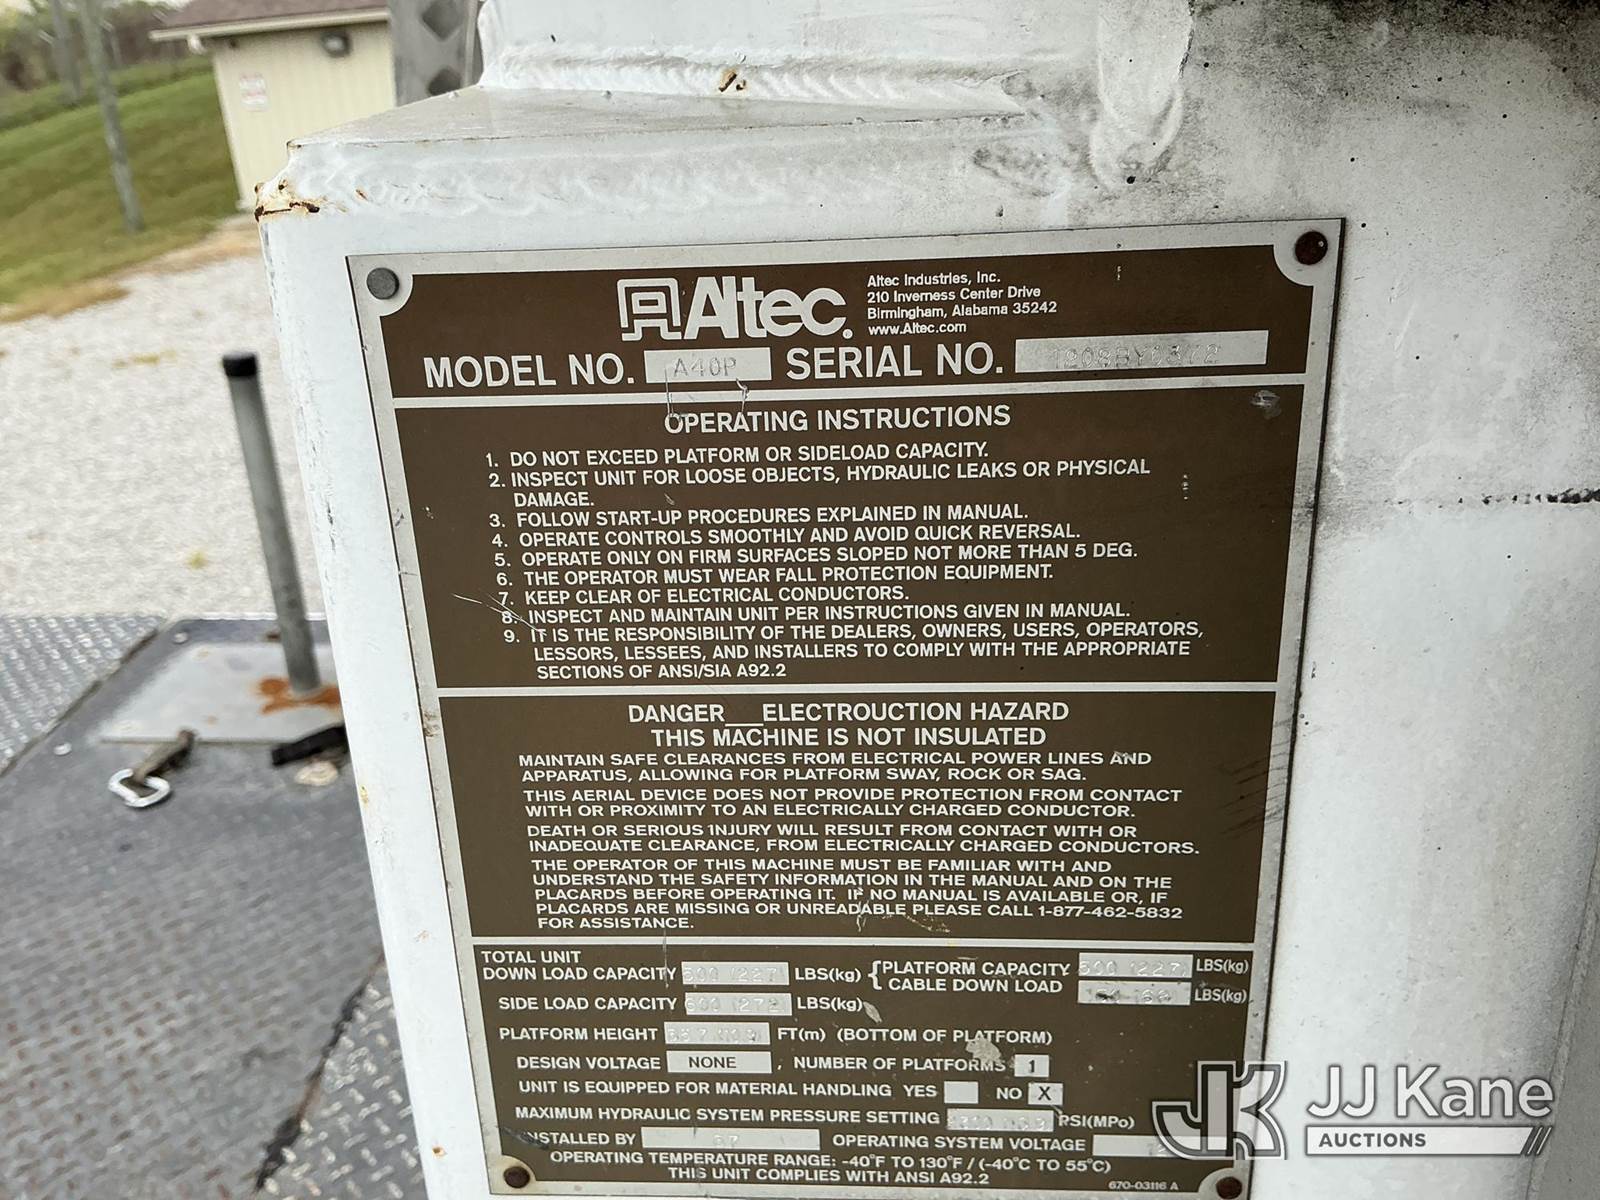 Altec
Altec Industries, Inc.
210 Inverness Center Drive
Birmingham, Alabama 35242
www.Altec.com
MODEL NO. A40P SERIAL NO.
OPERATING INSTRUCTIONS
1. DO NOT EXCEED PLATFORM OR SIDELOAD CAPACITY.
2. INSPECT UNIT FOR LOOSE OBJECTS, HYDRAULIC LEAKS OR PHYSICAL
DAMAGE.
3. FOLLOW START-UP PROCEDURES EXPLAINED IN MANUAL.
4. OPERATE CONTROLS SMOOTHLY AND AVOID QUICK REVERSAL.
5. OPERATE ONLY ON FIRM SURFACES SLOPED NOT MORE THAN 5 DEG.
6. THE OPERATOR MUST WEAR FALL PROTECTION EQUIPMENT.
7. KEEP CLEAR OF ELECTRICAL CONDUCTORS.
8. INSPECT AND MAINTAIN UNIT PER INSTRUCTIONS GIVEN IN MANUAL.
9. IT IS THE RESPONSIBILITY OF THE DEALERS, OWNERS, USERS, OPERATORS,
LESSORS, LESSEES, AND INSTALLERS TO COMPLY WITH THE APPROPRIATE
SECTIONS OF ANSI/SIA A92.2
DANGER__ELECTROUCTION HAZARD
THIS MACHINE IS NOT INSULATED
MAINTAIN SAFE CLEARANCES FROM ELECTRICAL POWER LINES AND
APPARATUS, ALLOWING FOR PLATFORM SWAY, ROCK OR SAG.
THIS AERIAL DEVICE DOES NOT PROVIDE PROTECTION FROM CONTACT
WITH OR PROXIMITY TO AN ELECTRICALLY CHARGED CONDUCTOR.
DEATH OR SERIOUS INJURY WILL RESULT FROM CONTACT WITH OR
INADEQUATE CLEARANCE, FROM ELECTRICALLY CHARGED CONDUCTORS.
THE OPERATOR OF THIS MACHINE MUST BE FAMILIAR WITH AND
UNDERSTAND THE SAFETY INFORMATION IN THE MANUAL AND ON THE
PLACARDS BEFORE OPERATING IT. IF NO MANUAL IS AVAILABLE OR, IF
PLACARDS ARE MISSING OR UNREADABLE PLEASE CALL 1-877-462-5832
FOR ASSISTANCE.
TOTAL UNIT
DOWN LOAD CAPACITY 500 (227) LBS(kg) { PLATFORM CAPACITY 500 (227) LBS(kg)
CABLE DOWN LOAD LBS(kg)
SIDE LOAD CAPACITY 600 (272) LBS(kg)
PLATFORM HEIGHT FT(m) (BOTTOM OF PLATFORM)
DESIGN VOLTAGE NONE , NUMBER OF PLATFORMS 1
UNIT IS EQUIPPED FOR MATERIAL HANDLING YES NO X
MAXIMUM HYDRAULIC SYSTEM PRESSURE SETTING PSI(MPo)
INSTALLED BY OPERATING SYSTEM VOLTAGE
OPERATING TEMPERATURE RANGE: -40°F TO 130°F / (-40°C TO 55°C)
THIS UNIT COMPLIES WITH ANSI A92.2
670-03116 A
JK JJ Kane
AUCTIONS